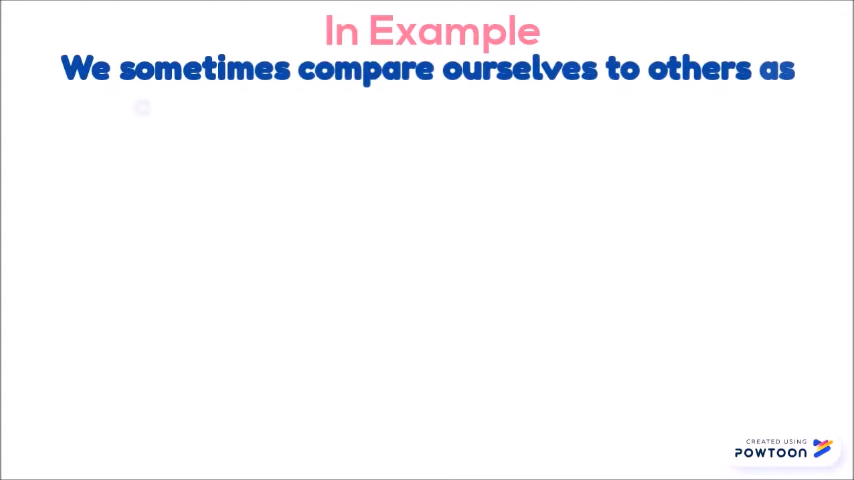 In Example
We sometimes compare ourselves to others as
a
CREATED USING
POWTOON